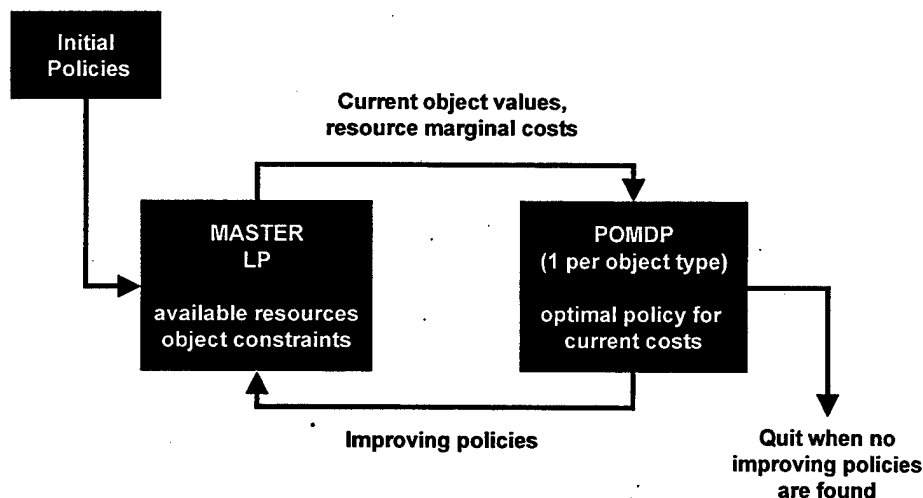 Initial
Policies
Current object values,
resource marginal costs
MASTER
LP
available resources
object constraints
POMDP
(1 per object type)
optimal policy for
current costs
Improving policies
Quit when no
improving policies
are found